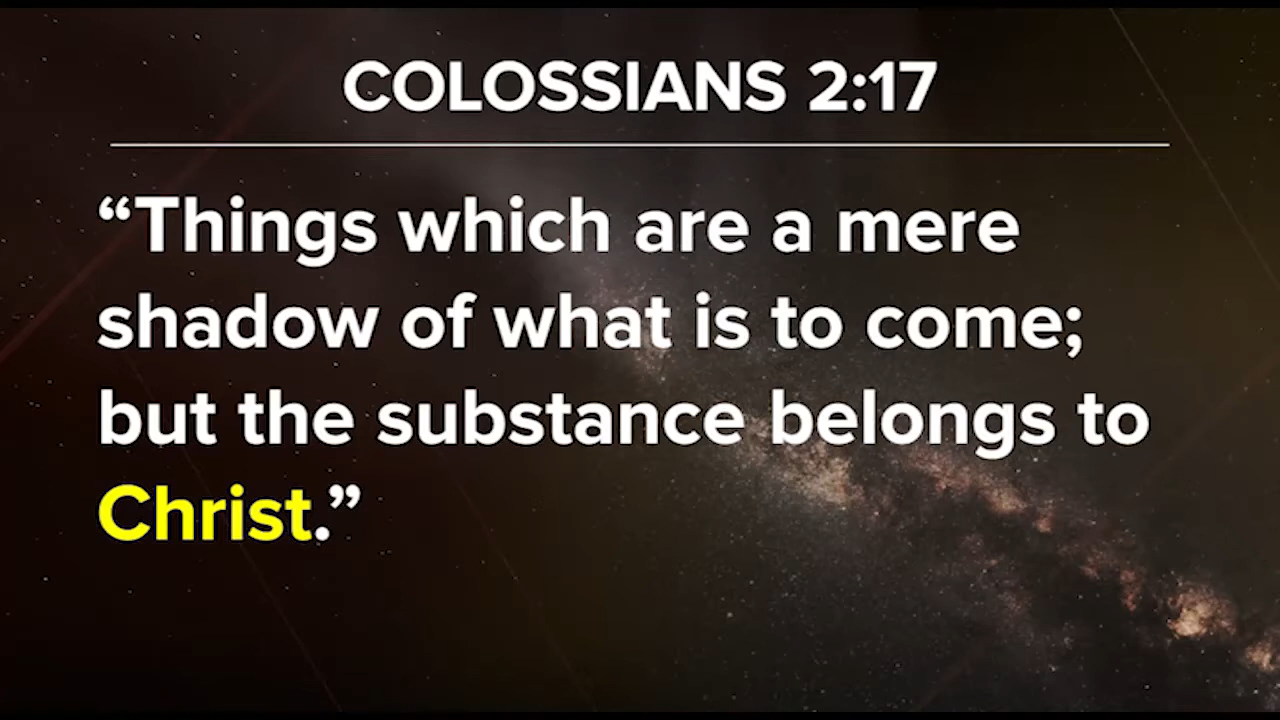 COLOSSIANS 2:17
“Things which are a mere
shadow of what is to come;
but the substance belongs to
Christ.”